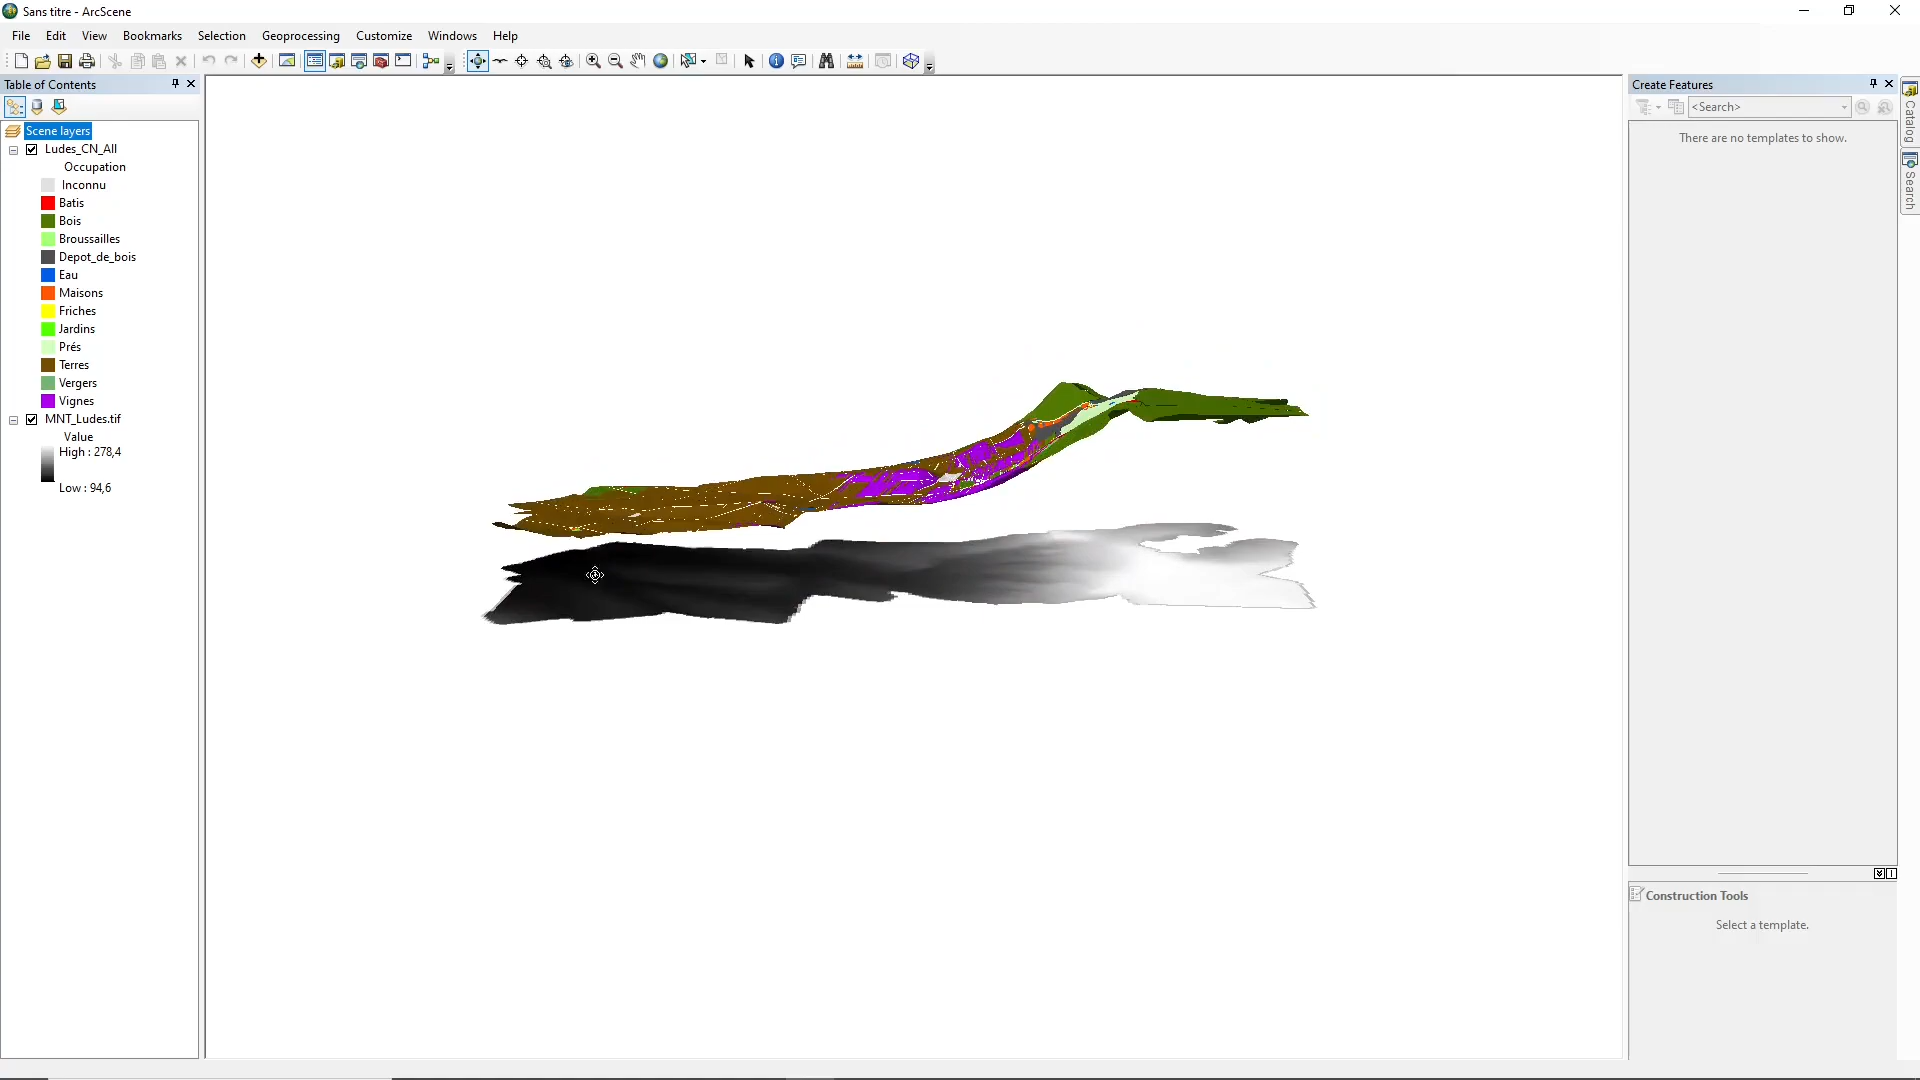 Sans titre - ArcScene
File Edit View Bookmarks Selection Geoprocessing Customize Windows Help
Table of Contents
Scene layers
Ludes_CN_All
Occupation
Inconnu
Batis
Bois
Broussailles
Depot_de_bois
Eau
Maisons
Friches
Jardins
Prés
Terres
Vergers
Vignes
MNT_Ludes.tif
Value
High : 278,4
Low : 94,6
Create Features
<Search>
There are no templates to show.
Construction Tools
Select a template.
Catalog
Search